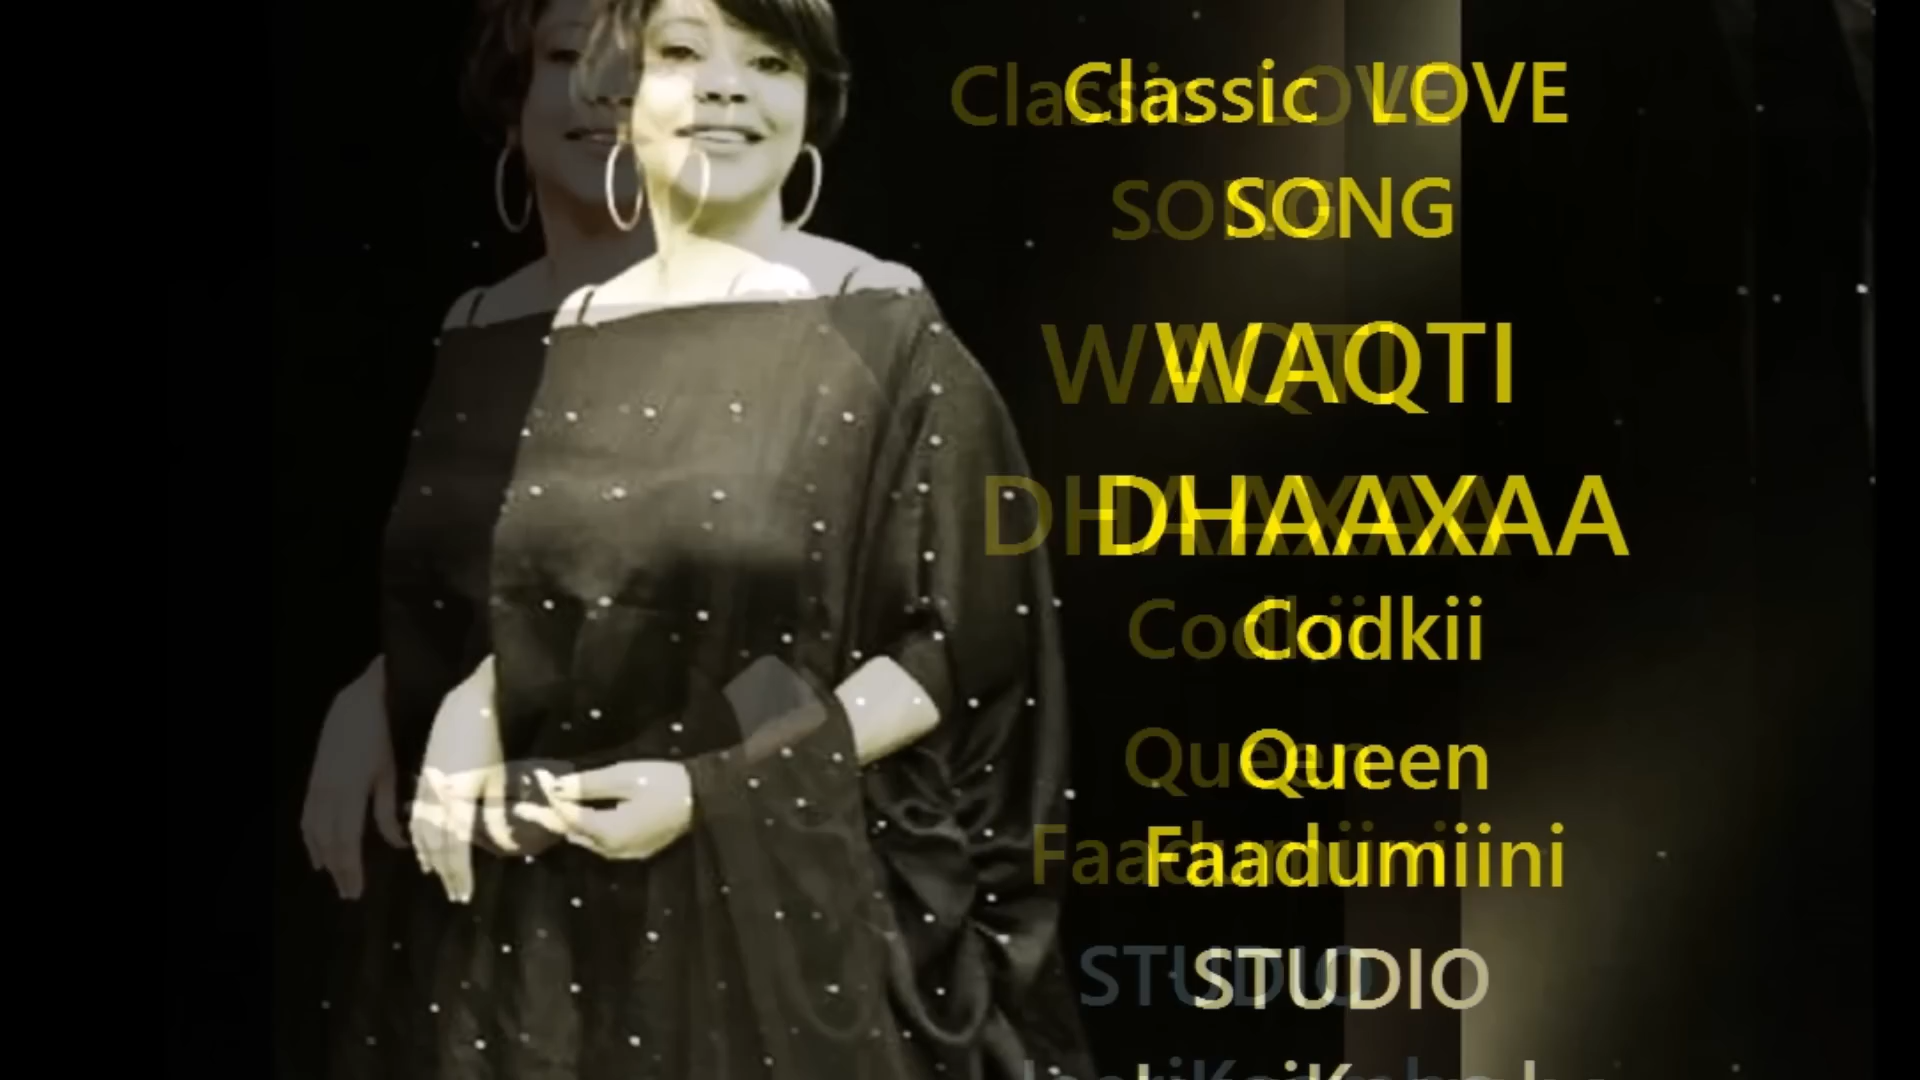 Classic LOVE
SONG
WAQTI
DHAAXAA
Codkii
Queen
Faadumiini
STUDIO